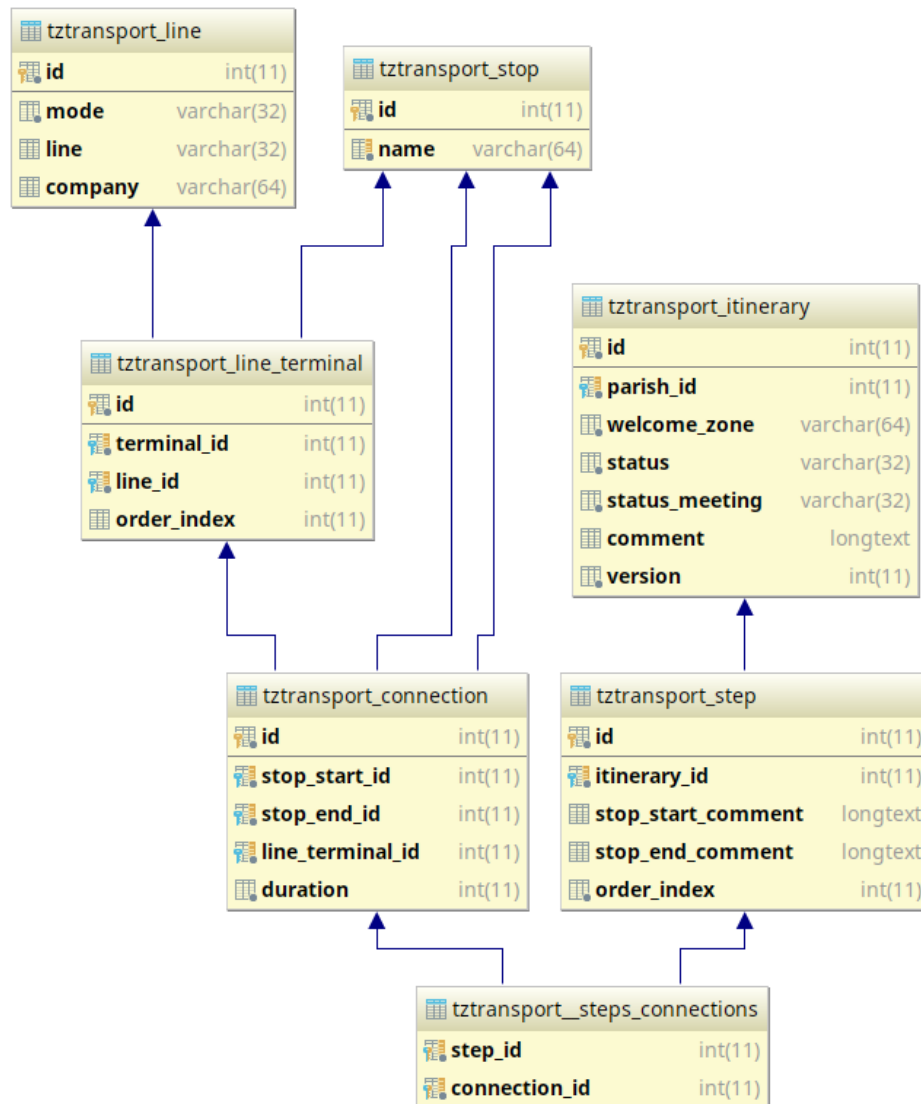 tztransport_line
id int(11)
mode varchar(32)
line varchar(32)
company varchar(64)
tztransport_stop
id int(11)
name varchar(64)
tztransport_itinerary
id int(11)
parish_id int(11)
welcome_zone varchar(64)
status varchar(32)
status_meeting varchar(32)
comment longtext
version int(11)
tztransport_line_terminal
id int(11)
terminal_id int(11)
line_id int(11)
order_index int(11)
tztransport_connection
id int(11)
stop_start_id int(11)
stop_end_id int(11)
line_terminal_id int(11)
duration int(11)
tztransport_step
id int(11)
itinerary_id int(11)
stop_start_comment longtext
stop_end_comment longtext
order_index int(11)
tztransport__steps_connections
step_id int(11)
connection_id int(11)